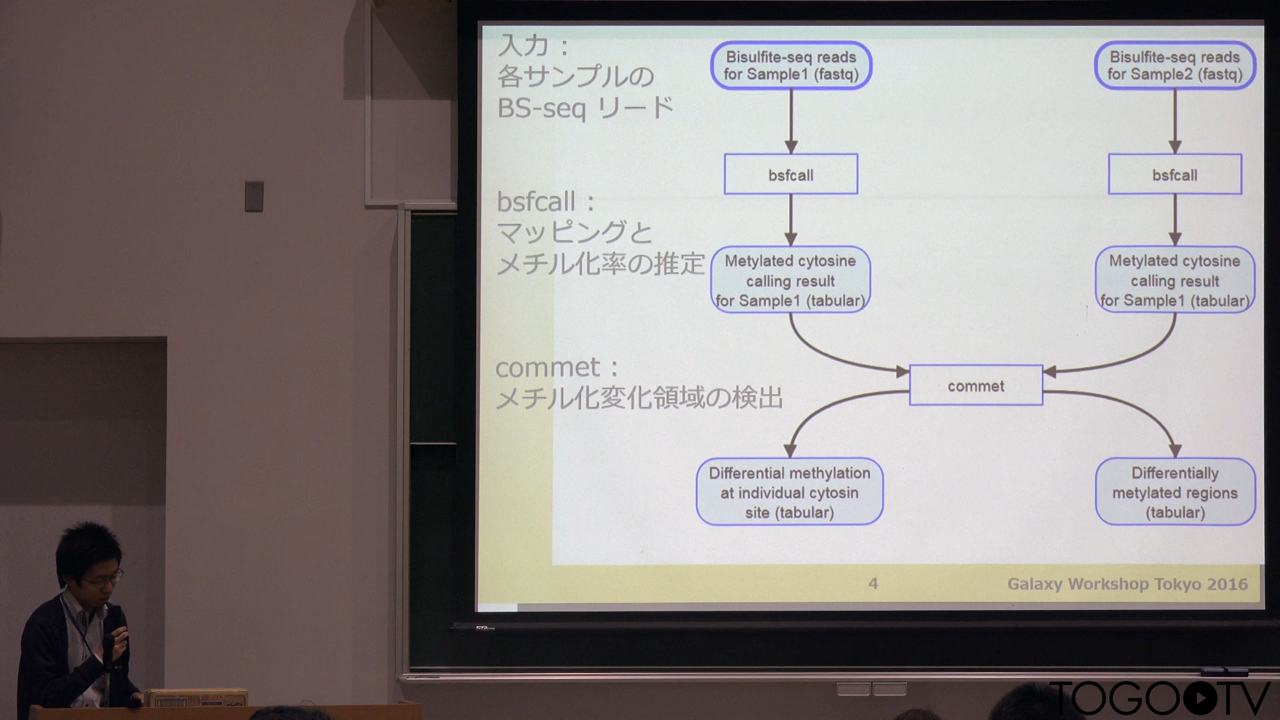 入力：
各サンプルの
BS-seq リード
Bisulfite-seq reads
for Sample1 (fastq)
Bisulfite-seq reads
for Sample2 (fastq)
bsfcall
bsfcall
bsfcall：
マッピングと
メチル化率の推定
Metylated cytosine
calling result
for Sample1 (tabular)
Metylated cytosine
calling result
for Sample1 (tabular)
commet：
メチル化変化領域の検出
commet
Differential methylation
at individual cytosin
site (tabular)
Differentially
metylated regions
(tabular)
4
Galaxy Workshop Tokyo 2016
TOGOTV